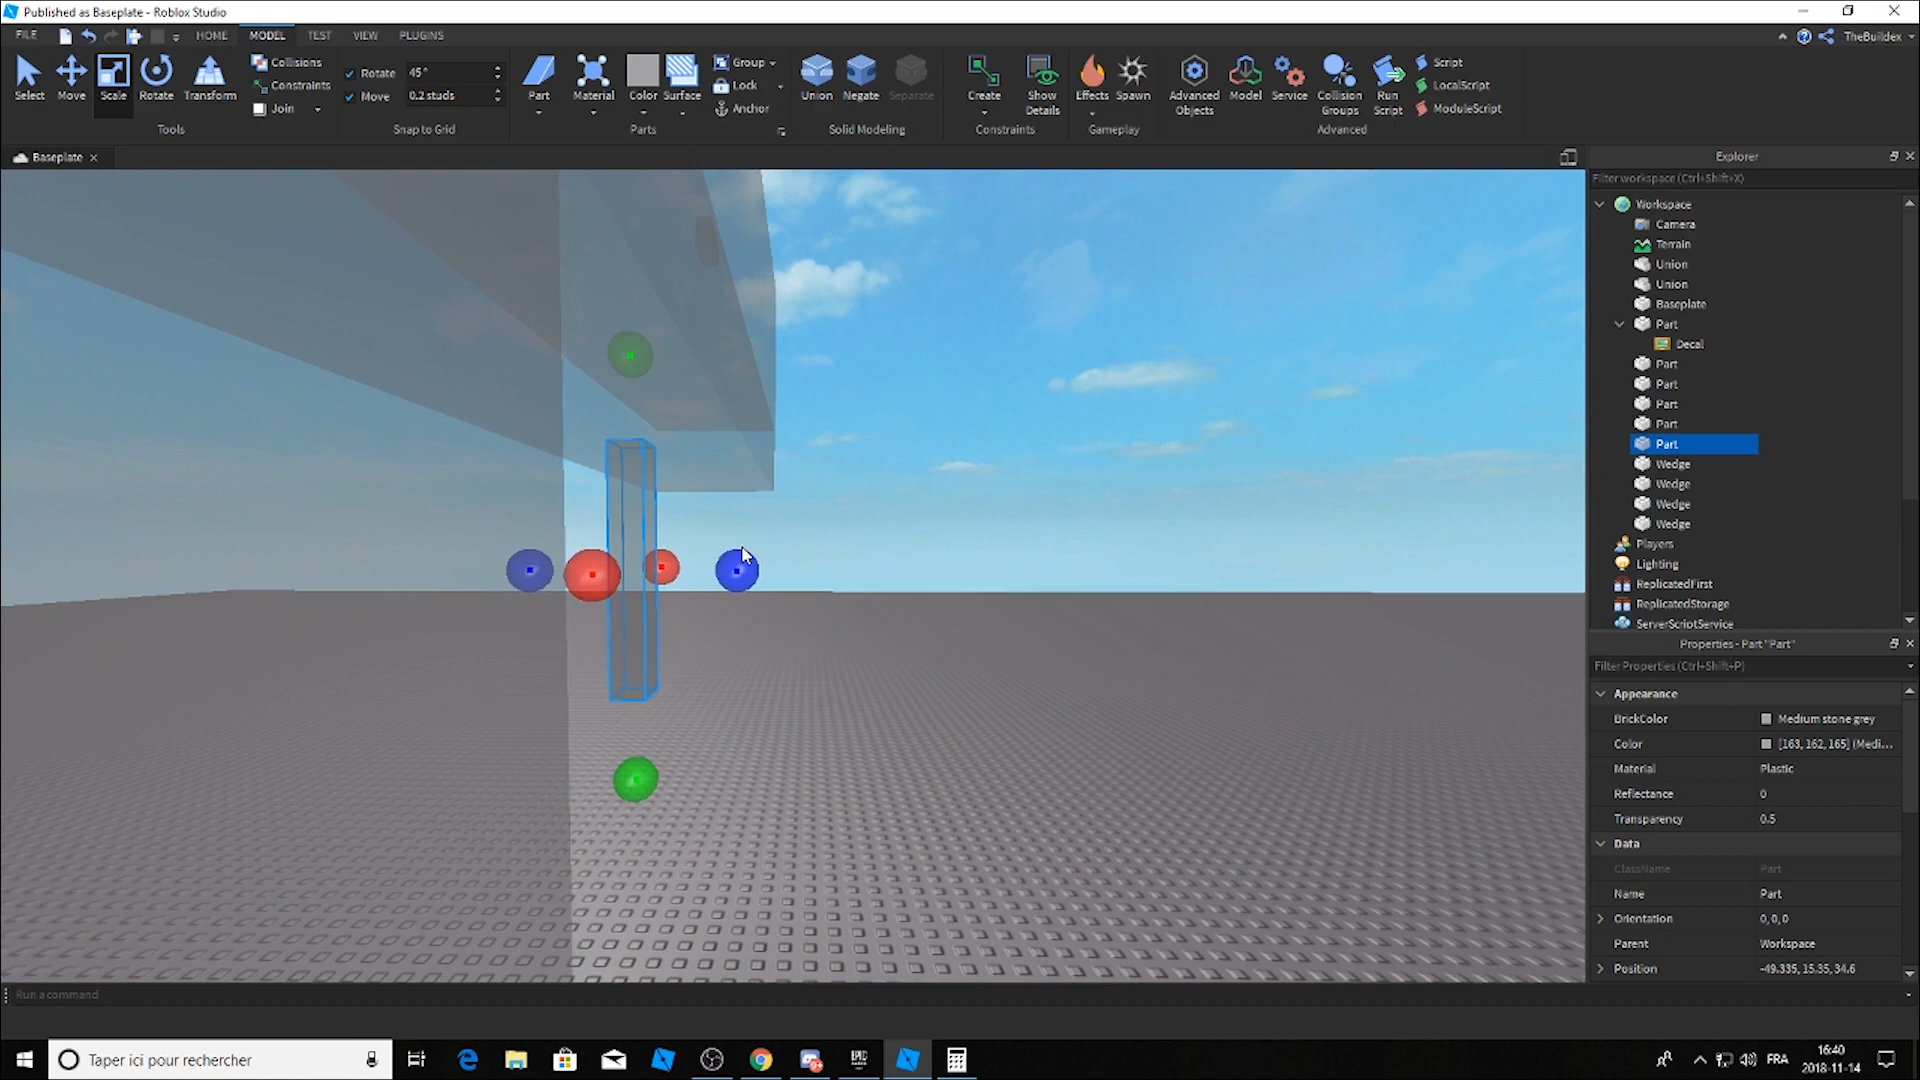 Published as Baseplate - Roblox Studio
FILE HOME MODEL TEST VIEW PLUGINS TheBuildex
Select Move Scale Rotate Transform
Collisions
Constraints
Join
Tools
Rotate 45°
Move 0.2 studs
Snap to Grid
Part Material Color Surface
Group
Lock
Anchor
Parts
Union Negate Separate
Solid Modeling
Create Show Details
Constraints
Effects Spawn
Gameplay
Advanced Objects Model Service Collision Groups Run Script
Script
LocalScript
ModuleScript
Advanced
Baseplate
Explorer
Filter workspace (Ctrl+Shift+X)
Workspace
Camera
Terrain
Union
Union
Baseplate
Part
Decal
Part
Part
Part
Part
Part
Wedge
Wedge
Wedge
Wedge
Players
Lighting
ReplicatedFirst
ReplicatedStorage
ServerScriptService
Properties - Part "Part"
Filter Properties (Ctrl+Shift+P)
Appearance
BrickColor Medium stone grey
Color [163, 162, 165] (Medi...
Material Plastic
Reflectance 0
Transparency 0.5
Data
ClassName Part
Name Part
Orientation 0, 0, 0
Parent Workspace
Position -49.335, 15.35, 34.6
Run a command
Taper ici pour rechercher
EPIC GAMES
FRA
16:40
2018-11-14